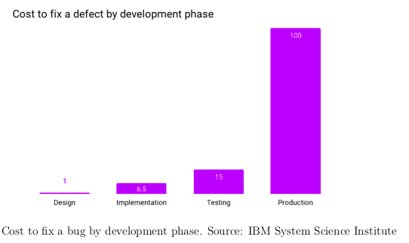 Cost to fix a defect by development phase
100
15
6.5
1
Design Implementation Testing Production
Cost to fix a bug by development phase. Source: IBM System Science Institute